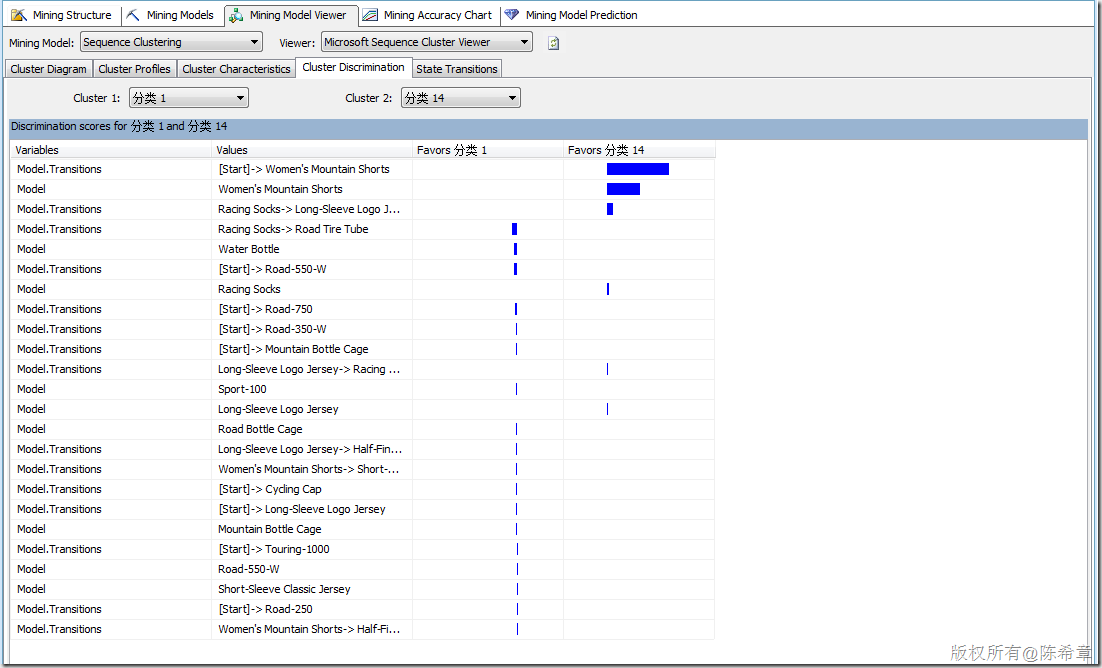 Mining Structure Mining Models Mining Model Viewer Mining Accuracy Chart Mining Model Prediction
Mining Model: Sequence Clustering Viewer: Microsoft Sequence Cluster Viewer
Cluster Diagram Cluster Profiles Cluster Characteristics Cluster Discrimination State Transitions
Cluster 1: 分类 1 Cluster 2: 分类 14
Discrimination scores for 分类 1 and 分类 14
Variables Values Favors 分类 1 Favors 分类 14
Model.Transitions [Start]-> Women's Mountain Shorts
Model Women's Mountain Shorts
Model.Transitions Racing Socks-> Long-Sleeve Logo J...
Model.Transitions Racing Socks-> Road Tire Tube
Model Water Bottle
Model.Transitions [Start]-> Road-550-W
Model Racing Socks
Model.Transitions [Start]-> Road-750
Model.Transitions [Start]-> Road-350-W
Model.Transitions [Start]-> Mountain Bottle Cage
Model.Transitions Long-Sleeve Logo Jersey-> Racing ...
Model Sport-100
Model Long-Sleeve Logo Jersey
Model Road Bottle Cage
Model.Transitions Long-Sleeve Logo Jersey-> Half-Fin...
Model.Transitions Women's Mountain Shorts-> Short-...
Model.Transitions [Start]-> Cycling Cap
Model.Transitions [Start]-> Long-Sleeve Logo Jersey
Model Mountain Bottle Cage
Model.Transitions [Start]-> Touring-1000
Model Road-550-W
Model Short-Sleeve Classic Jersey
Model.Transitions [Start]-> Road-250
Model.Transitions Women's Mountain Shorts-> Half-Fi...
版权所有@陈希章